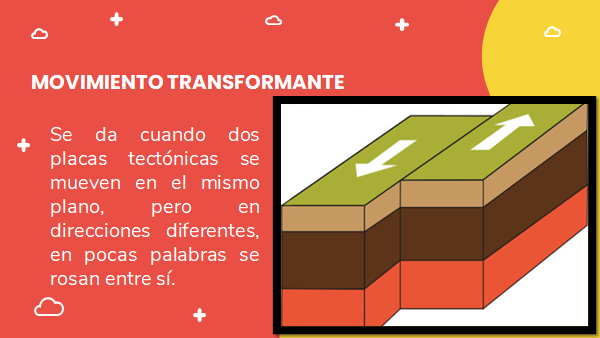 MOVIMIENTO TRANSFORMANTE
Se da cuando dos
placas tectónicas se
mueven en el mismo
plano, pero en
direcciones diferentes,
en pocas palabras se
rosan entre sí.